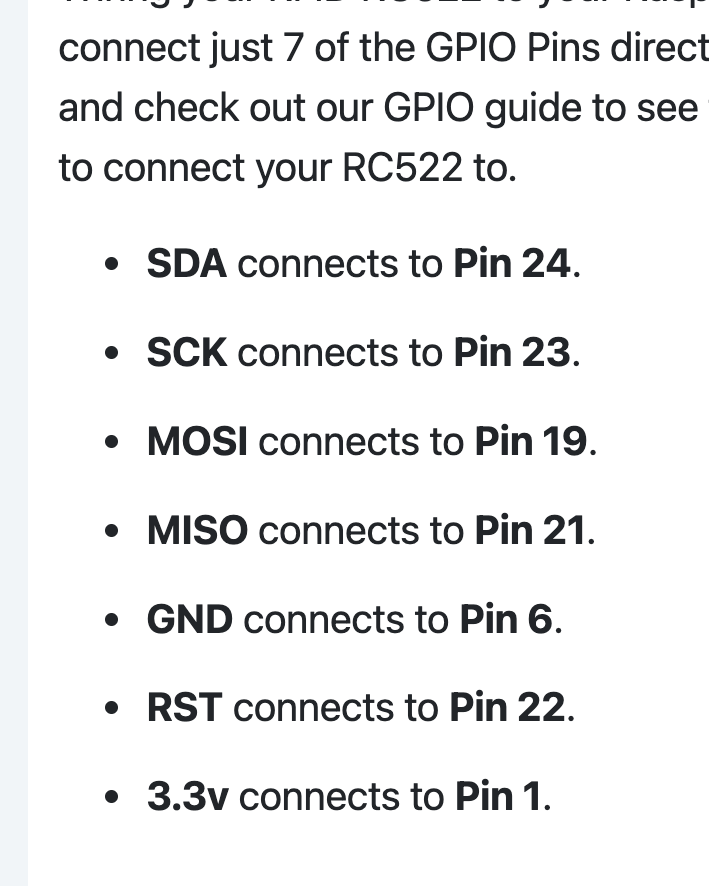 connect just 7 of the GPIO Pins direct
and check out our GPIO guide to see
to connect your RC522 to.
• SDA connects to Pin 24.
• SCK connects to Pin 23.
• MOSI connects to Pin 19.
• MISO connects to Pin 21.
• GND connects to Pin 6.
• RST connects to Pin 22.
• 3.3v connects to Pin 1.